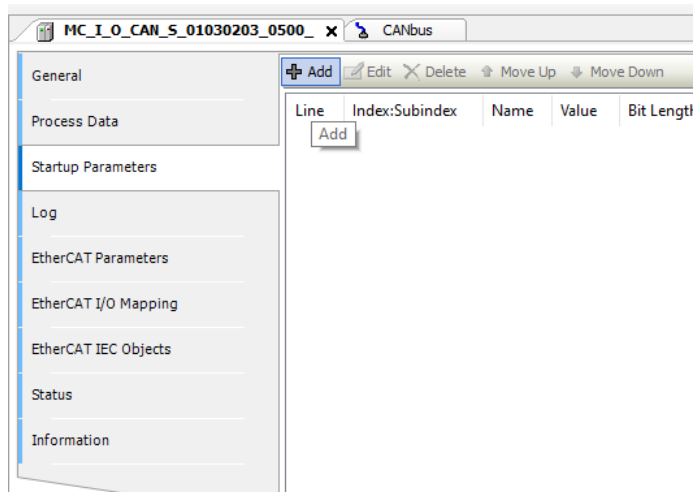 MC_I_O_CAN_S_01030203_0500_ x CANbus
General
Add Edit Delete Move Up Move Down
Line Index:Subindex Name Value Bit Length
Add
Process Data
Startup Parameters
Log
EtherCAT Parameters
EtherCAT I/O Mapping
EtherCAT IEC Objects
Status
Information